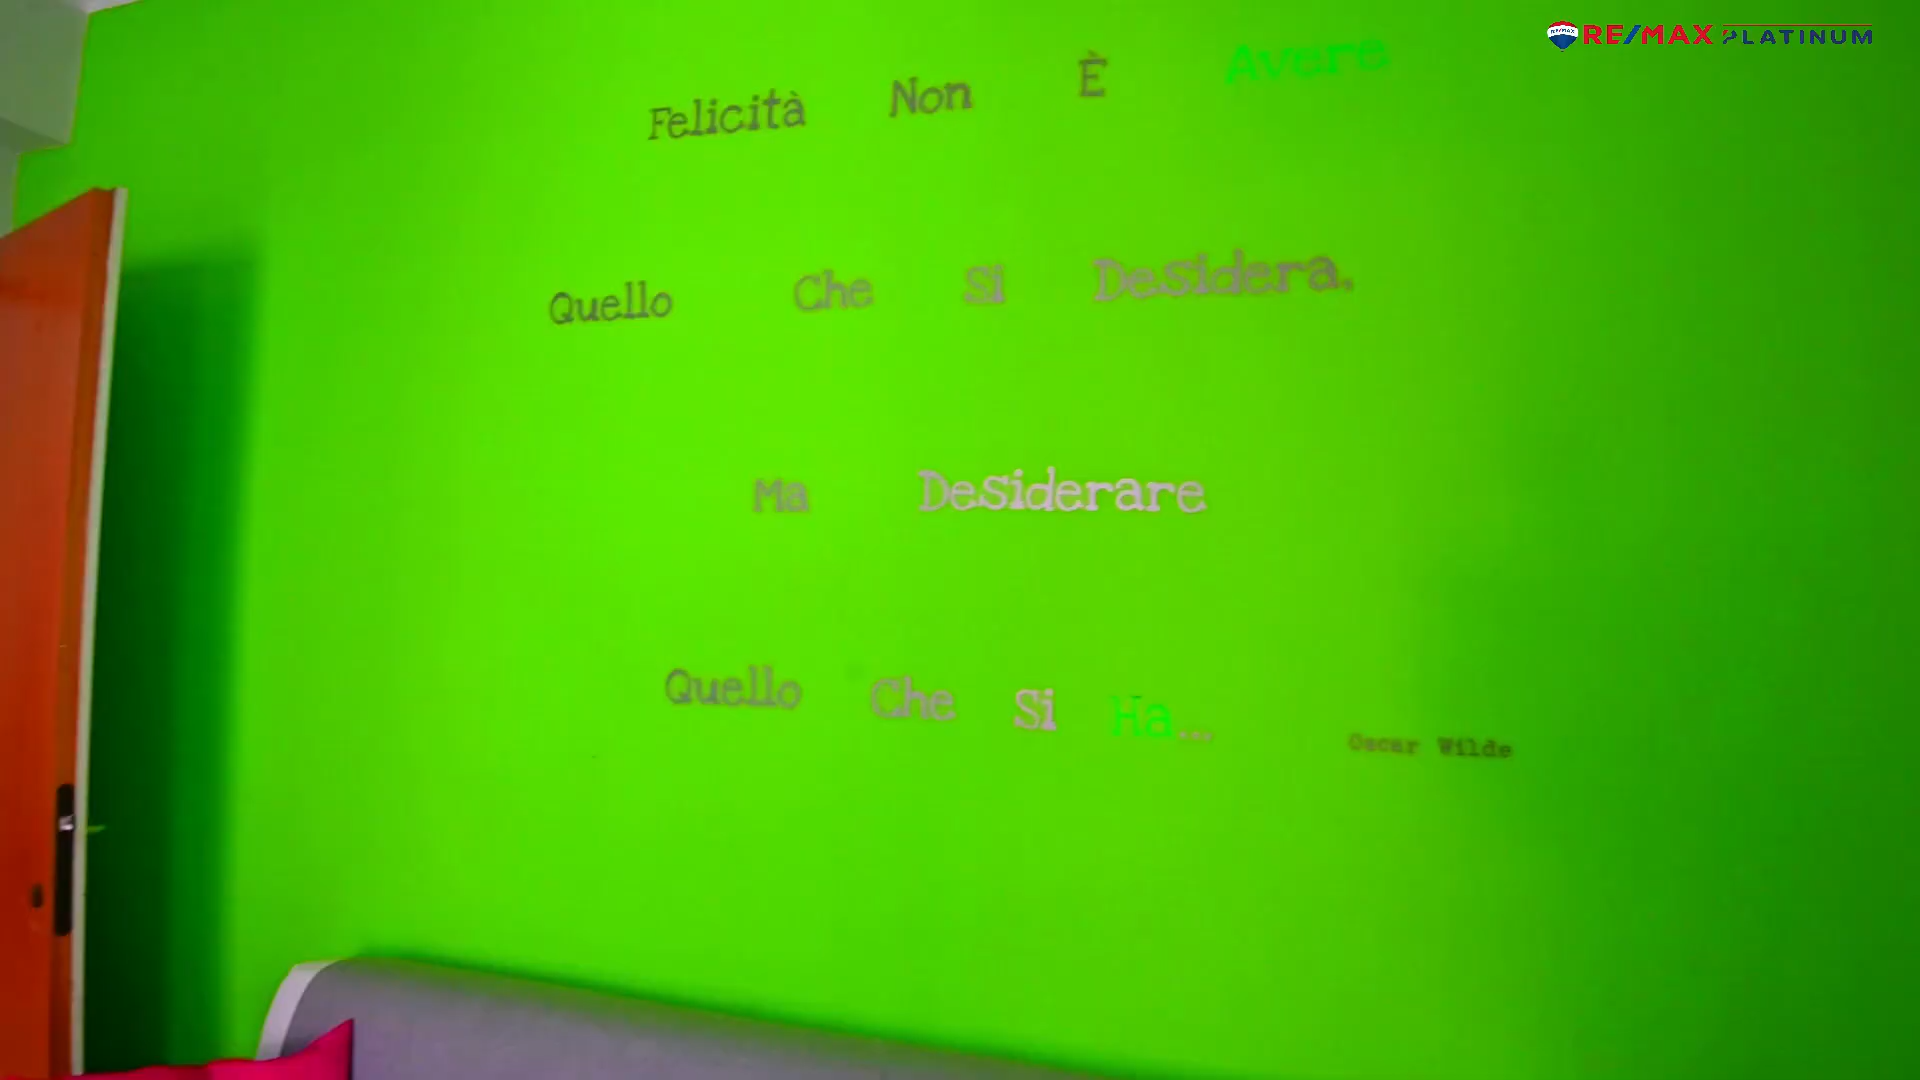 RE/MAX PLATINUM
Felicità Non È Avere
Quello Che Si Desidera.
Ma Desiderare
Quello Che Si Ha...
Oscar Wilde